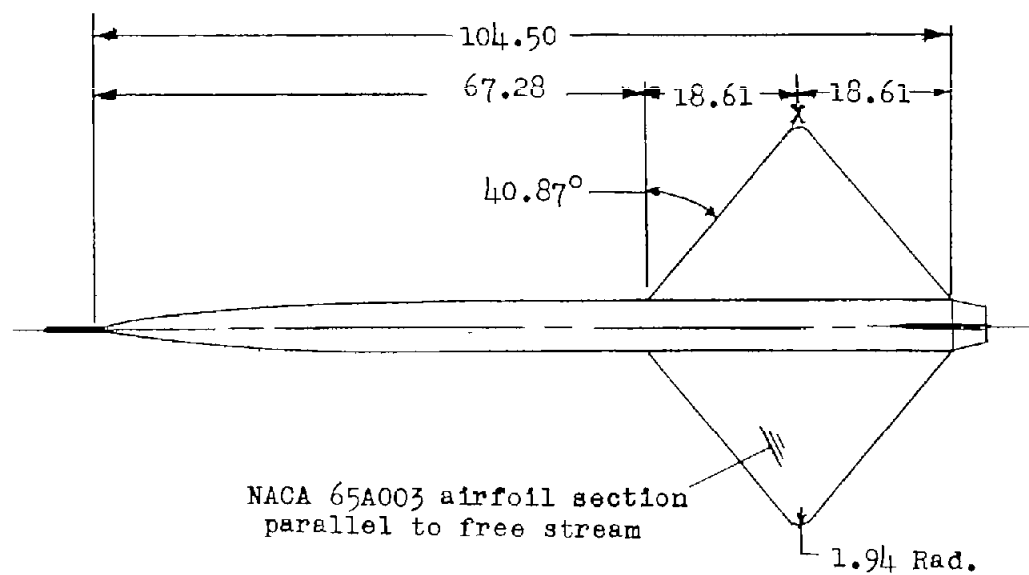 104.50
67.28
18.61
18.61
X
40.87°
NACA 65A003 airfoil section
parallel to free stream
1.94 Rad.